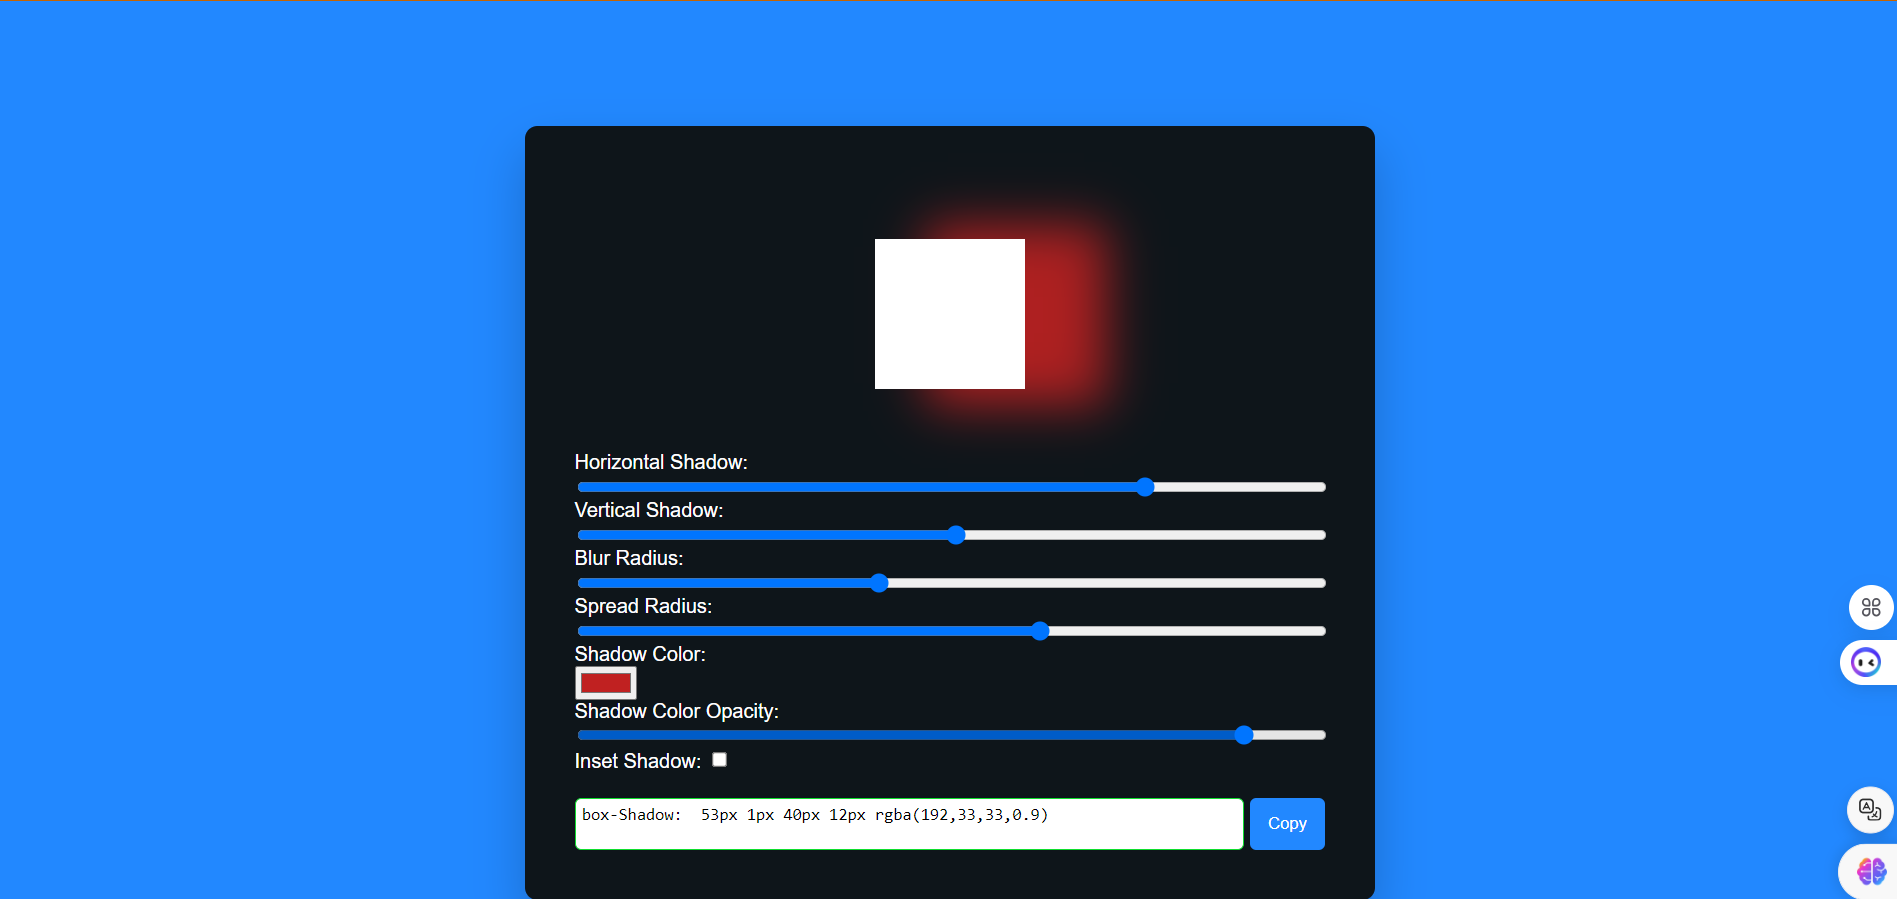 Horizontal Shadow:
Vertical Shadow:
Blur Radius:
Spread Radius:
Shadow Color:
Shadow Color Opacity:
Inset Shadow:
box-Shadow:  53px 1px 40px 12px rgba(192,33,33,0.9)
Copy